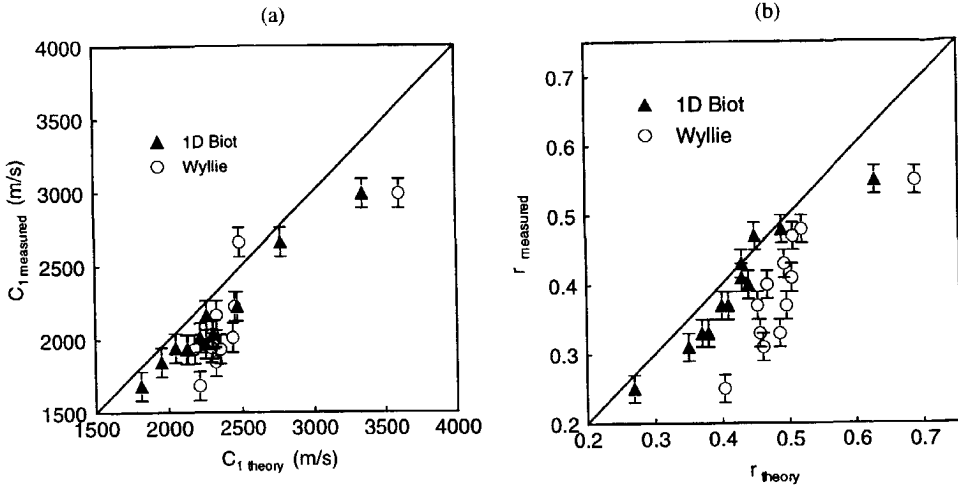 (a)
4000
3500
3000
2500
2000
1500
C1 measured (m/s)
1D Biot
Wyllie
1500 2000 2500 3000 3500 4000
C1 theory (m/s)
(b)
0.7
0.6
0.5
0.4
0.3
0.2
r measured
1D Biot
Wyllie
0.2 0.3 0.4 0.5 0.6 0.7
r theory